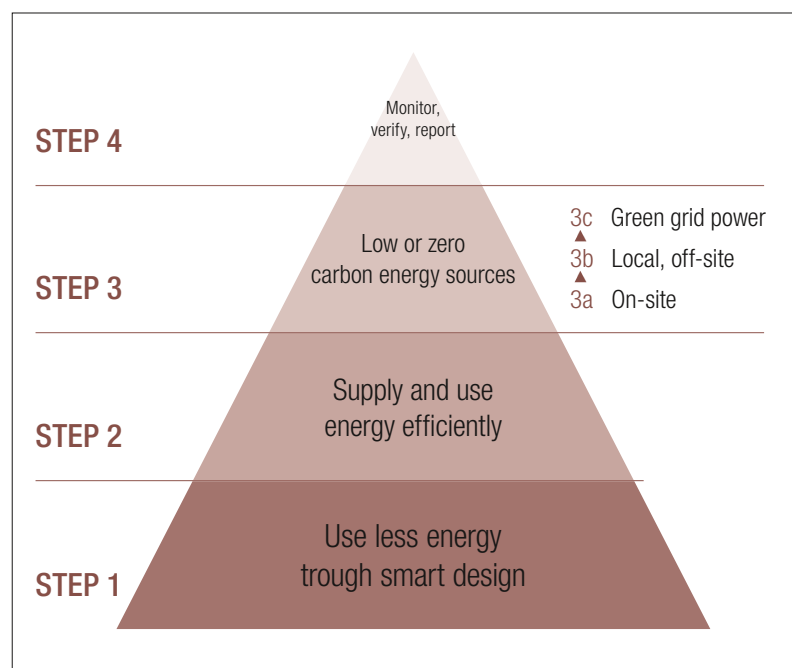 STEP 4
Monitor,
verify, report
STEP 3
Low or zero
carbon energy sources
3c Green grid power
3b Local, off-site
3a On-site
STEP 2
Supply and use
energy efficiently
STEP 1
Use less energy
trough smart design